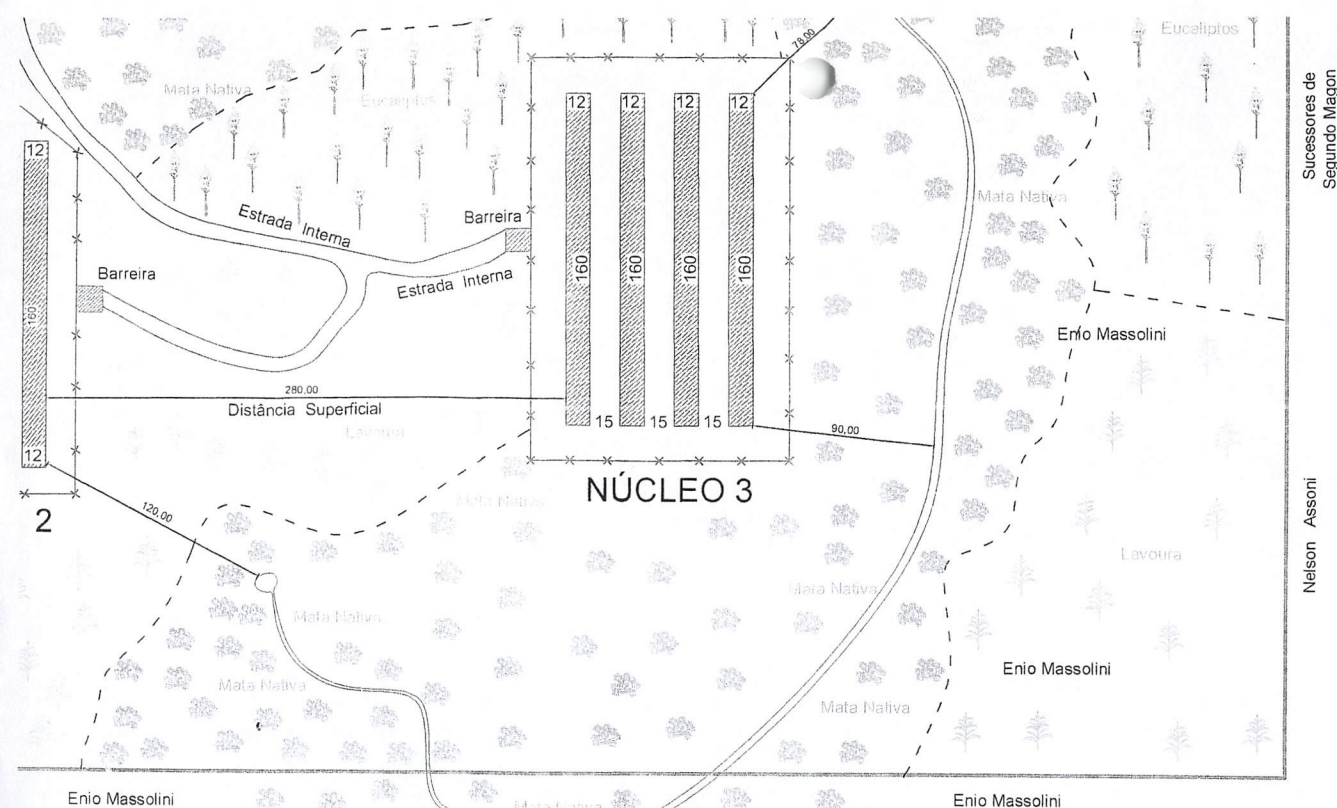 Eucaliptos
78,00
Sucessores de
Segundo Magon
Mata Nativa
Eucaliptos
12
12
12
12
12
Mata Nativa
Estrada Interna
Barreira
Barreira
Estrada Interna
160
160
160
160
160
Enio Massolini
280,00
Distância Superficial
Lavoura
15
15
15
90,00
12
NÚCLEO 3
Mata Nativa
2
120,00
Nelson Assoni
Lavoura
Mata Nativa
Mata Nativa
Enio Massolini
Mata Nativa
Mata Nativa
Enio Massolini
Mata Nativa
Enio Massolini